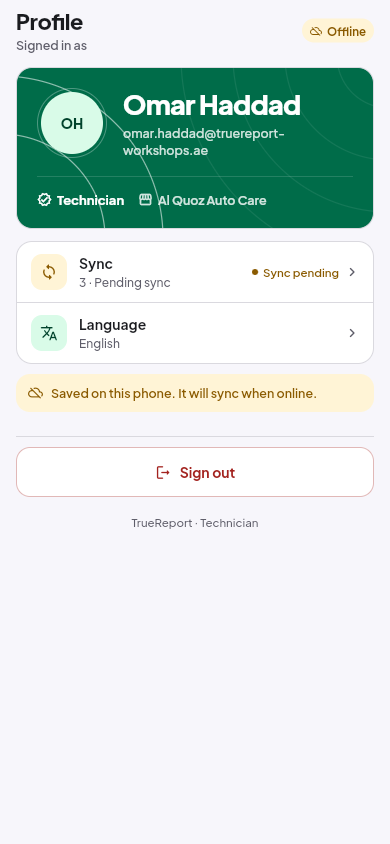 Profile
Signed in as
Offline
OH
Omar Haddad
omar.haddad@truereport-
workshops.ae
Technician
Al Quoz Auto Care
Sync
3 · Pending sync
Sync pending
Language
English
Saved on this phone. It will sync when online.
Sign out
TrueReport · Technician